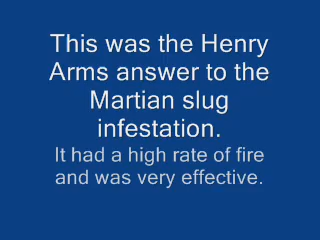 This was the Henry
Arms answer to the
Martian slug
infestation.
It had a high rate of fire
and was very effective.